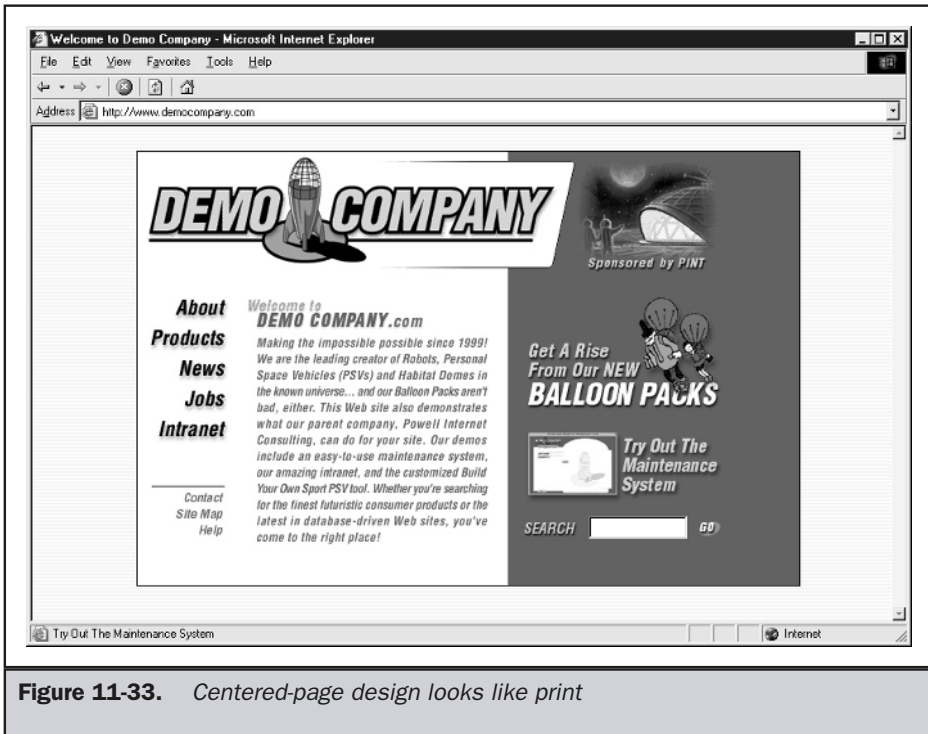 Welcome to Demo Company - Microsoft Internet Explorer
File Edit View Favorites Tools Help
Address http://www.democompany.com
DEMO COMPANY
Sponsored by PINT
About
Products
News
Jobs
Intranet
Contact
Site Map
Help
Welcome to
DEMO COMPANY.com
Making the impossible possible since 1999!
We are the leading creator of Robots, Personal
Space Vehicles (PSVs) and Habitat Domes in
the known universe... and our Balloon Packs aren't
bad, either. This Web site also demonstrates
what our parent company, Powell Internet
Consulting, can do for your site. Our demos
include an easy-to-use maintenance system,
our amazing intranet, and the customized Build
Your Own Sport PSV tool. Whether you're searching
for the finest futuristic consumer products or the
latest in database-driven Web sites, you've
come to the right place!
Get A Rise
From Our NEW
BALLOON PACKS
Try Out The
Maintenance
System
SEARCH GO
Try Out The Maintenance System Internet
Figure 11-33. Centered-page design looks like print